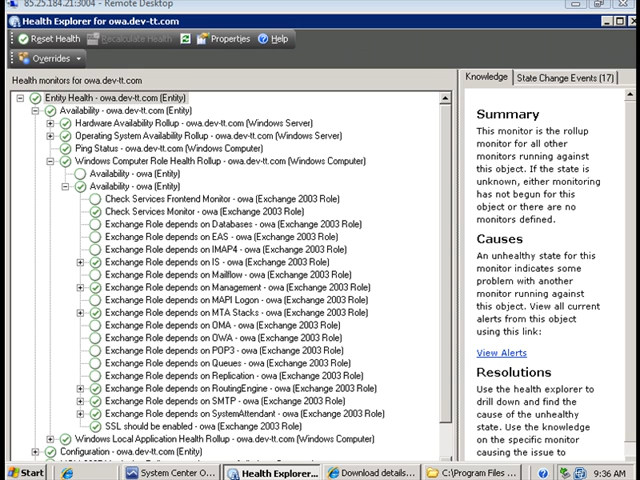 85.25.184.21:3004 - Remote Desktop
Health Explorer for owa.dev-tt.com
Reset Health
Recalculate Health
Properties
Help
Overrides
Health monitors for owa.dev-tt.com
Entity Health - owa.dev-tt.com (Entity)
Availability - owa.dev-tt.com (Entity)
Hardware Availability Rollup - owa.dev-tt.com (Windows Server)
Operating System Availability Rollup - owa.dev-tt.com (Windows Server)
Ping Status - owa.dev-tt.com (Windows Computer)
Windows Computer Role Health Rollup - owa.dev-tt.com (Windows Computer)
Availability - owa (Entity)
Availability - owa (Entity)
Check Services Frontend Monitor - owa (Exchange 2003 Role)
Check Services Monitor - owa (Exchange 2003 Role)
Exchange Role depends on Databases - owa (Exchange 2003 Role)
Exchange Role depends on EAS - owa (Exchange 2003 Role)
Exchange Role depends on IMAP4 - owa (Exchange 2003 Role)
Exchange Role depends on IS - owa (Exchange 2003 Role)
Exchange Role depends on Mailflow - owa (Exchange 2003 Role)
Exchange Role depends on Management - owa (Exchange 2003 Role)
Exchange Role depends on MAPI Logon - owa (Exchange 2003 Role)
Exchange Role depends on MTA Stacks - owa (Exchange 2003 Role)
Exchange Role depends on OMA - owa (Exchange 2003 Role)
Exchange Role depends on OWA - owa (Exchange 2003 Role)
Exchange Role depends on POP3 - owa (Exchange 2003 Role)
Exchange Role depends on Queues - owa (Exchange 2003 Role)
Exchange Role depends on Replication - owa (Exchange 2003 Role)
Exchange Role depends on RoutingEngine - owa (Exchange 2003 Role)
Exchange Role depends on SMTP - owa (Exchange 2003 Role)
Exchange Role depends on SystemAttendant - owa (Exchange 2003 Role)
SSL should be enabled - owa (Exchange 2003 Role)
Windows Local Application Health Rollup - owa.dev-tt.com (Windows Computer)
Configuration - owa.dev-tt.com (Entity)
Knowledge
State Change Events (17)
Summary
This monitor is the rollup
monitor for all other
monitors running against
this object. If the state is
unknown, either monitoring
has not begun for this
object or there are no
monitors defined.
Causes
An unhealthy state for this
monitor indicates some
problem with another
monitor running against
this object. View all current
alerts from this object
using this link:
View Alerts
Resolutions
Use the health explorer to
drill down and find the
cause of the unhealthy
state. Use the knowledge
on the specific monitor
causing the issue to
Start
System Center O...
Health Explorer...
Download details...
C:\Program Files ...
9:36 AM